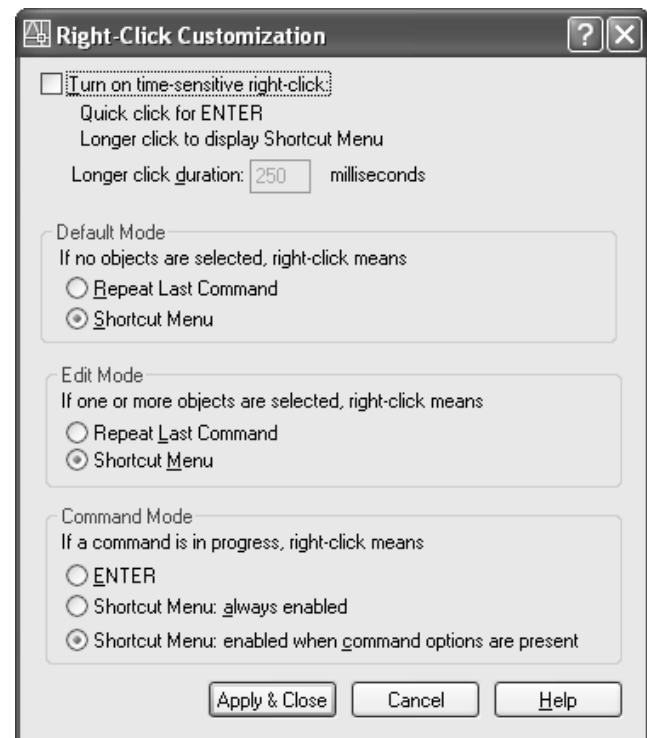 Right-Click Customization
Turn on time-sensitive right-click:
Quick click for ENTER
Longer click to display Shortcut Menu
Longer click duration: 250 milliseconds
Default Mode
If no objects are selected, right-click means
Repeat Last Command
Shortcut Menu
Edit Mode
If one or more objects are selected, right-click means
Repeat Last Command
Shortcut Menu
Command Mode
If a command is in progress, right-click means
ENTER
Shortcut Menu: always enabled
Shortcut Menu: enabled when command options are present
Apply & Close Cancel Help